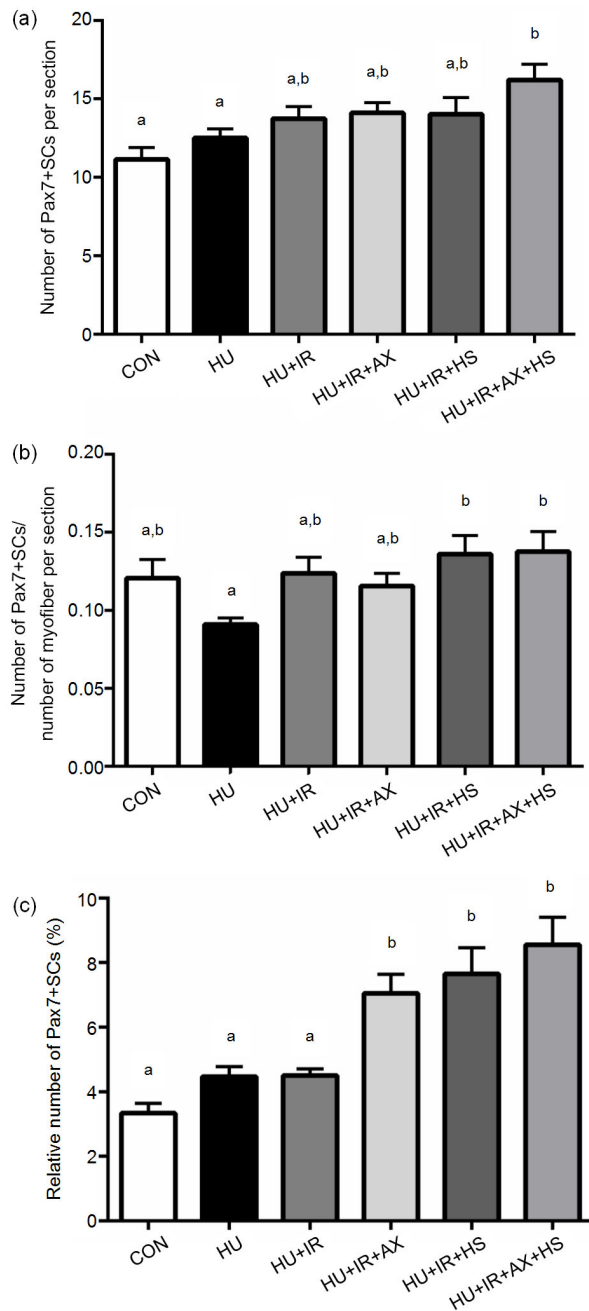 (a)
Number of Pax7+SCs per section
20
15
10
5
0
a
a
a,b
a,b
a,b
b
CON
HU
HU+IR
HU+IR+AX
HU+IR+HS
HU+IR+AX+HS
(b)
Number of Pax7+SCs/
number of myofiber per section
0.20
0.15
0.10
0.05
0.00
a,b
a
a,b
a,b
b
b
CON
HU
HU+IR
HU+IR+AX
HU+IR+HS
HU+IR+AX+HS
(c)
Relative number of Pax7+SCs (%)
10
8
6
4
2
0
a
a
a
b
b
b
CON
HU
HU+IR
HU+IR+AX
HU+IR+HS
HU+IR+AX+HS